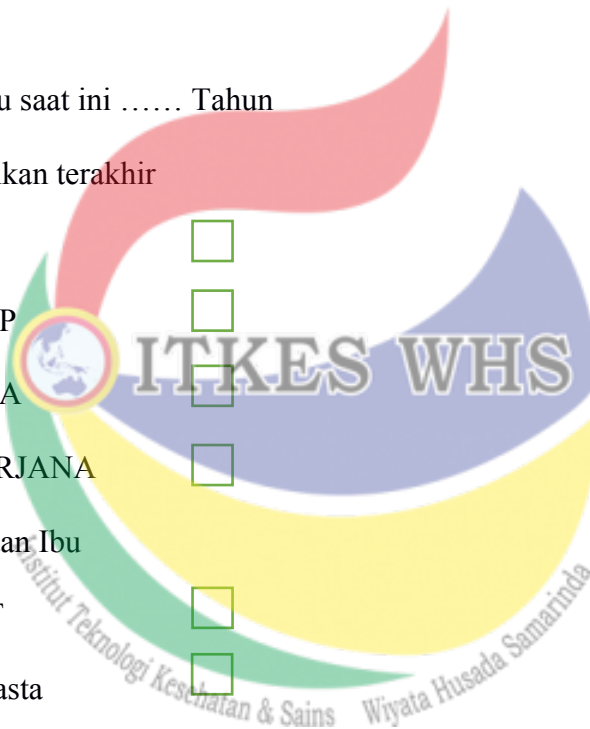 u saat ini …… Tahun
kan terakhir
P
ITKES WHS
A
RJANA
an Ibu
asta
Institut Teknologi Kesehatan & Sains Wiyata Husada Samarinda